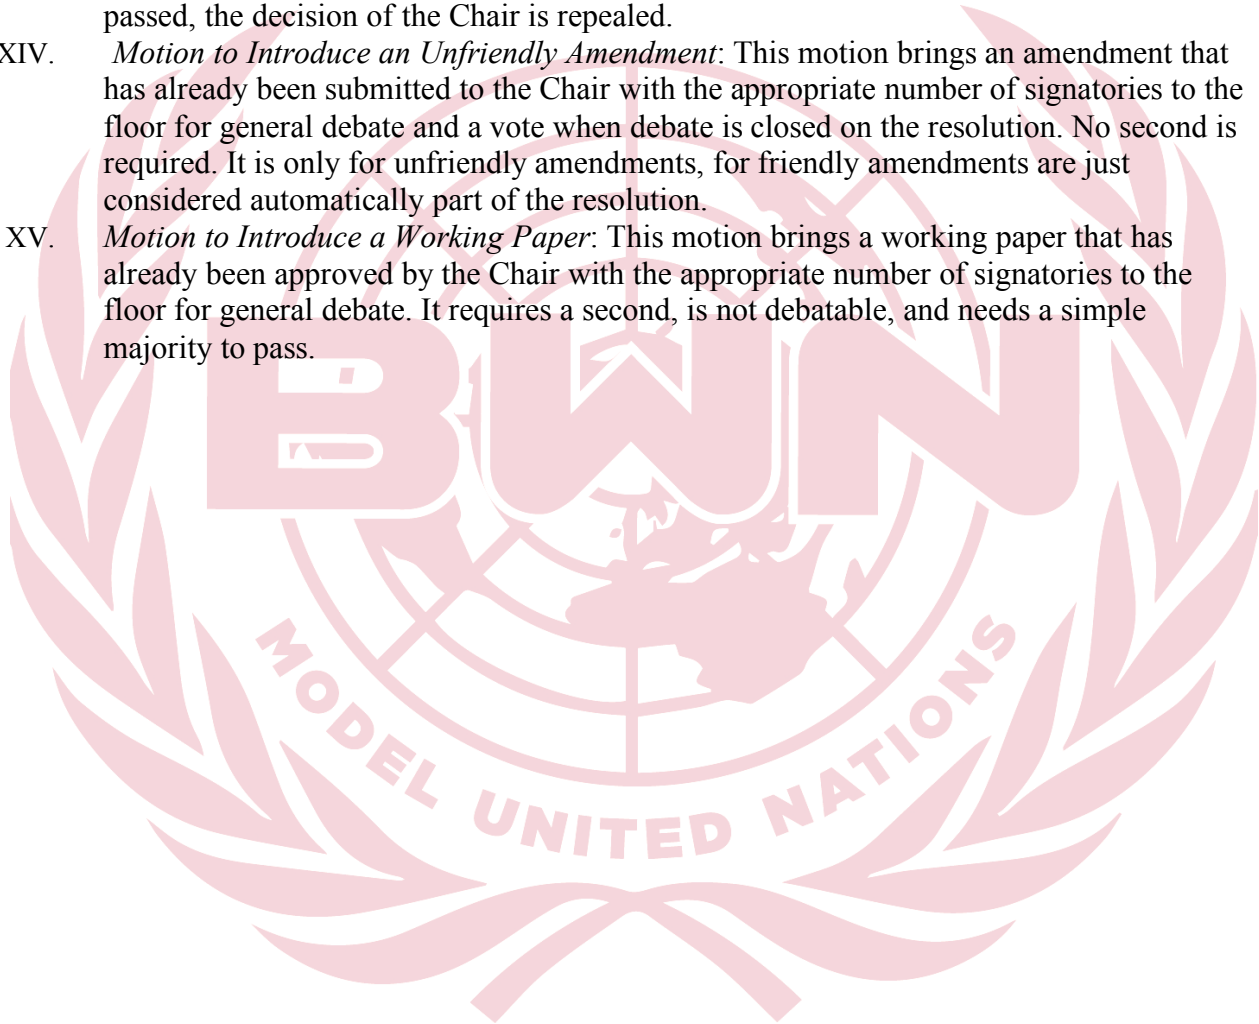 passed, the decision of the Chair is repealed.
XIV. Motion to Introduce an Unfriendly Amendment: This motion brings an amendment that
has already been submitted to the Chair with the appropriate number of signatories to the
floor for general debate and a vote when debate is closed on the resolution. No second is
required. It is only for unfriendly amendments, for friendly amendments are just
considered automatically part of the resolution.
XV. Motion to Introduce a Working Paper: This motion brings a working paper that has
already been approved by the Chair with the appropriate number of signatories to the
floor for general debate. It requires a second, is not debatable, and needs a simple
majority to pass.
BWN
MODEL UNITED NATIONS